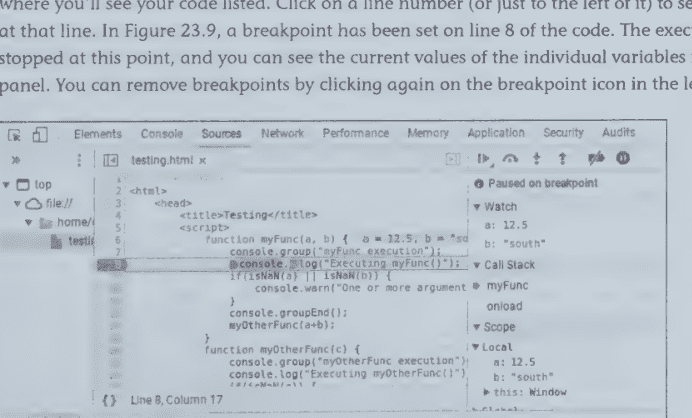 where you'll see your code listed. Click on a line number (or just to the left of it) to se
at that line. In Figure 23.9, a breakpoint has been set on line 8 of the code. The exec
stopped at this point, and you can see the current values of the individual variables
panel. You can remove breakpoints by clicking again on the breakpoint icon in the le
Elements Console Sources Network Performance Memory Application Security Audits
testing.html ×
top
file://
home/
testi
2 <html>
3 <head>
4 <title>Testing</title>
5 <script>
6 function myFunc(a, b) { a = 12.5, b = "so
7 console.group("myFunc execution");
console.log("Executing myFunc()");
if(isNaN(a) || isNaN(b)) {
console.warn("One or more argument
}
console.groupEnd();
myOtherFunc(a+b);
}
function myOtherFunc(c) {
console.group("myOtherFunc execution")
console.log("Executing myOtherFunc()")
{} Line 8, Column 17
Paused on breakpoint
Watch
a: 12.5
b: "south"
Call Stack
myFunc
onload
Scope
Local
a: 12.5
b: "south"
this: Window